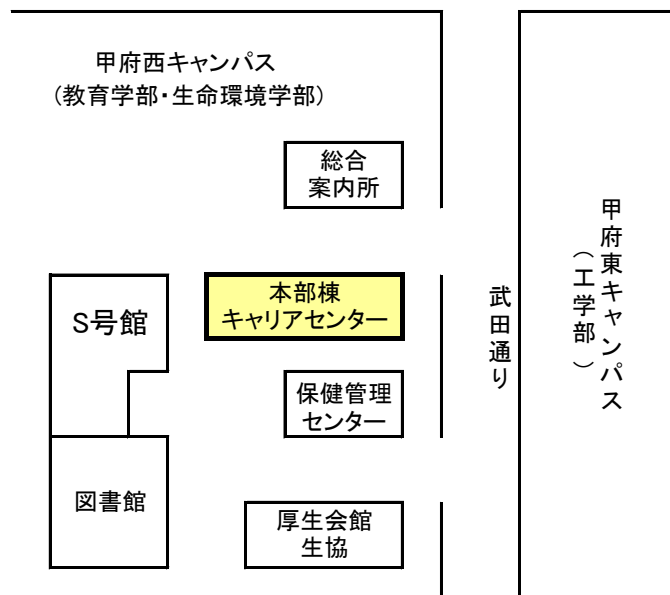 甲府西キャンパス
(教育学部・生命環境学部)
総合
案内所
本部棟
キャリアセンター
S号館
保健管理
センター
図書館
厚生会館
生協
武田通り
甲府東キャンパス
（工学部）